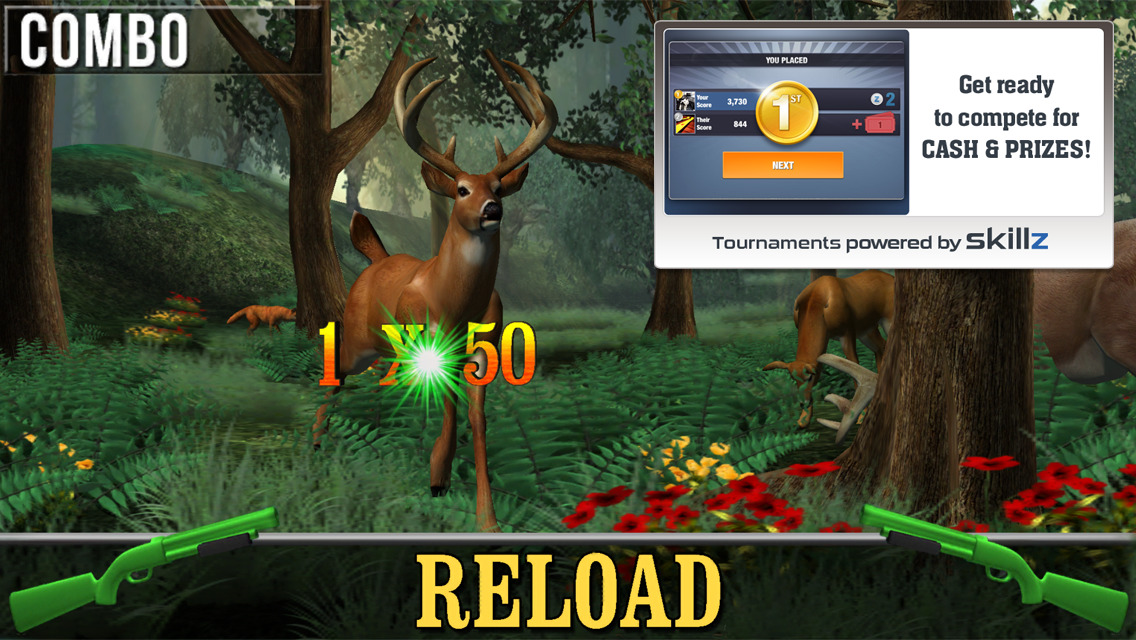 COMBO
YOU PLACED
Your Score 3,730
1ST
Z 2
Their Score 844
+ 1
NEXT
Get ready
to compete for
CASH & PRIZES!
Tournaments powered by skillz
1 X 50
RELOAD